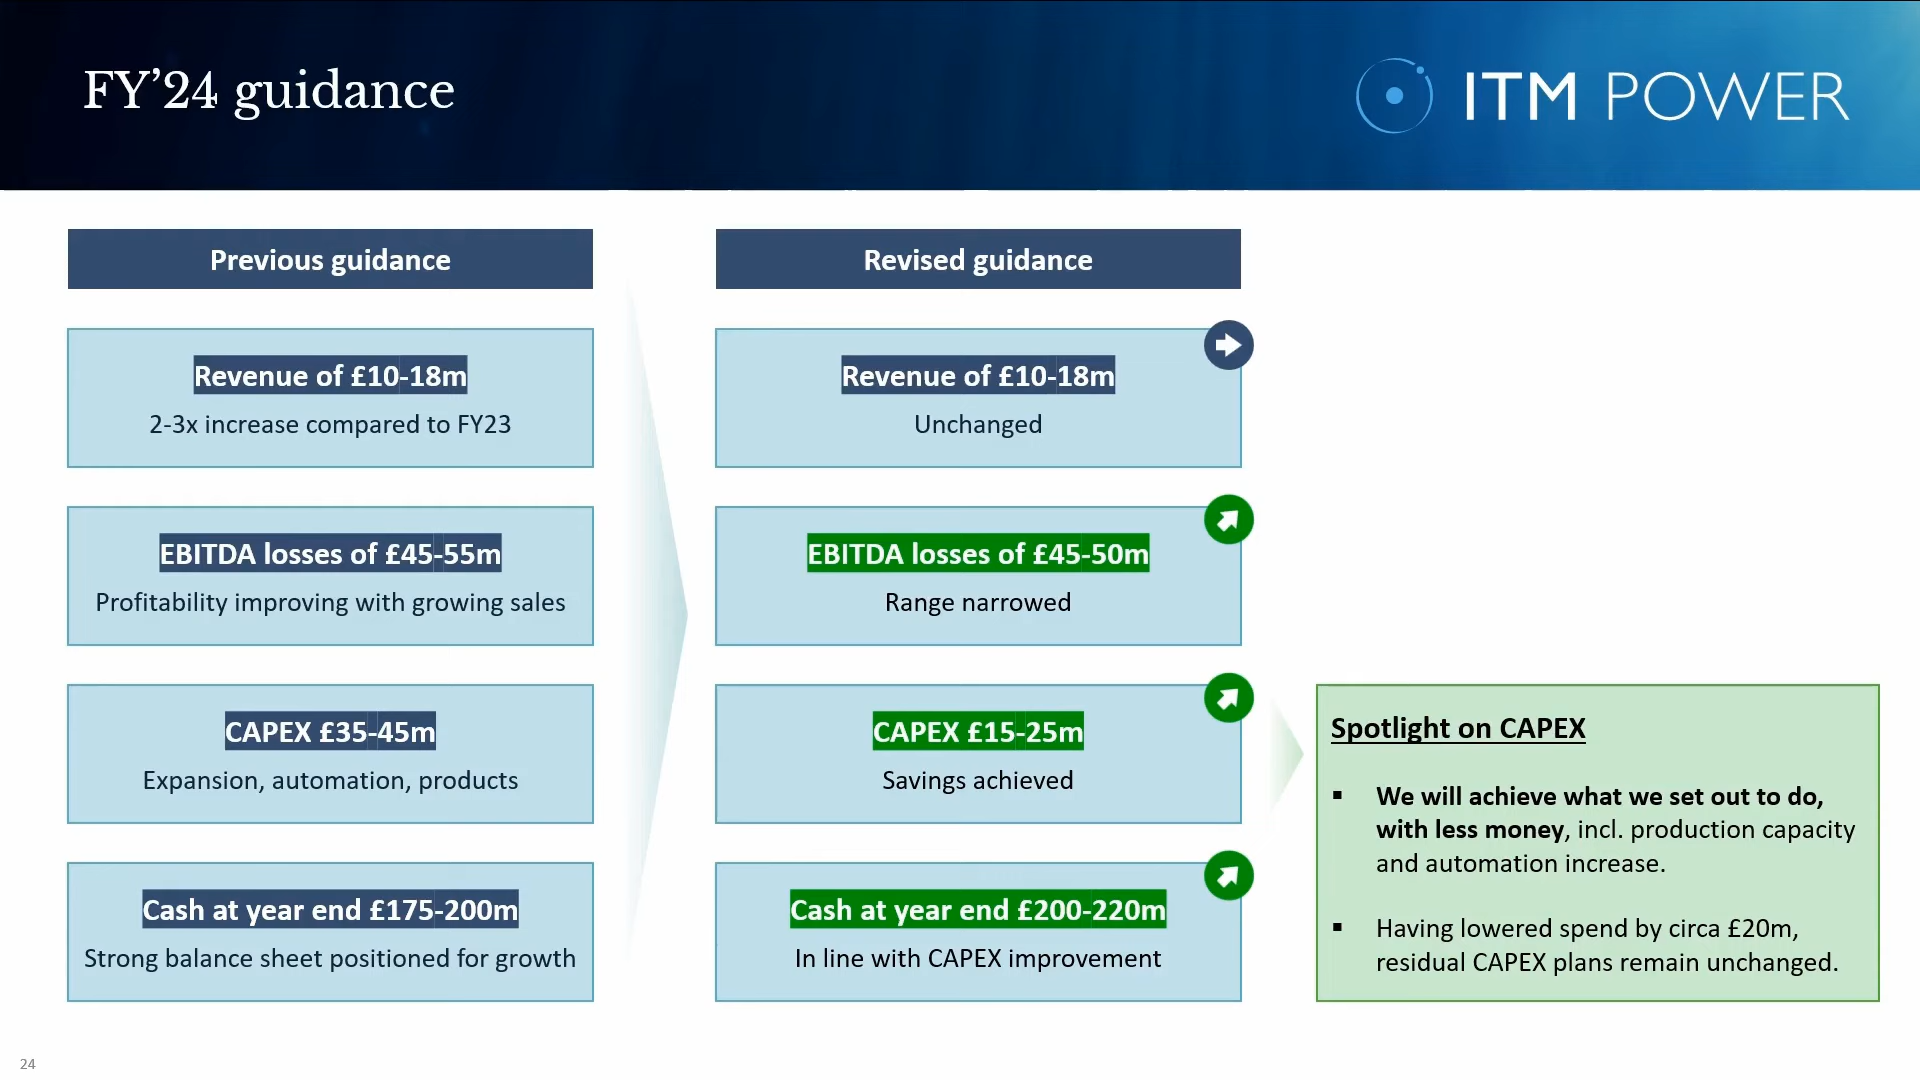 FY’24 guidance
ITM POWER
Previous guidance
Revenue of £10-18m
2-3x increase compared to FY23
EBITDA losses of £45-55m
Profitability improving with growing sales
CAPEX £35-45m
Expansion, automation, products
Cash at year end £175-200m
Strong balance sheet positioned for growth
Revised guidance
Revenue of £10-18m
Unchanged
EBITDA losses of £45-50m
Range narrowed
CAPEX £15-25m
Savings achieved
Cash at year end £200-220m
In line with CAPEX improvement
Spotlight on CAPEX
▪ We will achieve what we set out to do,
with less money, incl. production capacity
and automation increase.
▪ Having lowered spend by circa £20m,
residual CAPEX plans remain unchanged.
24